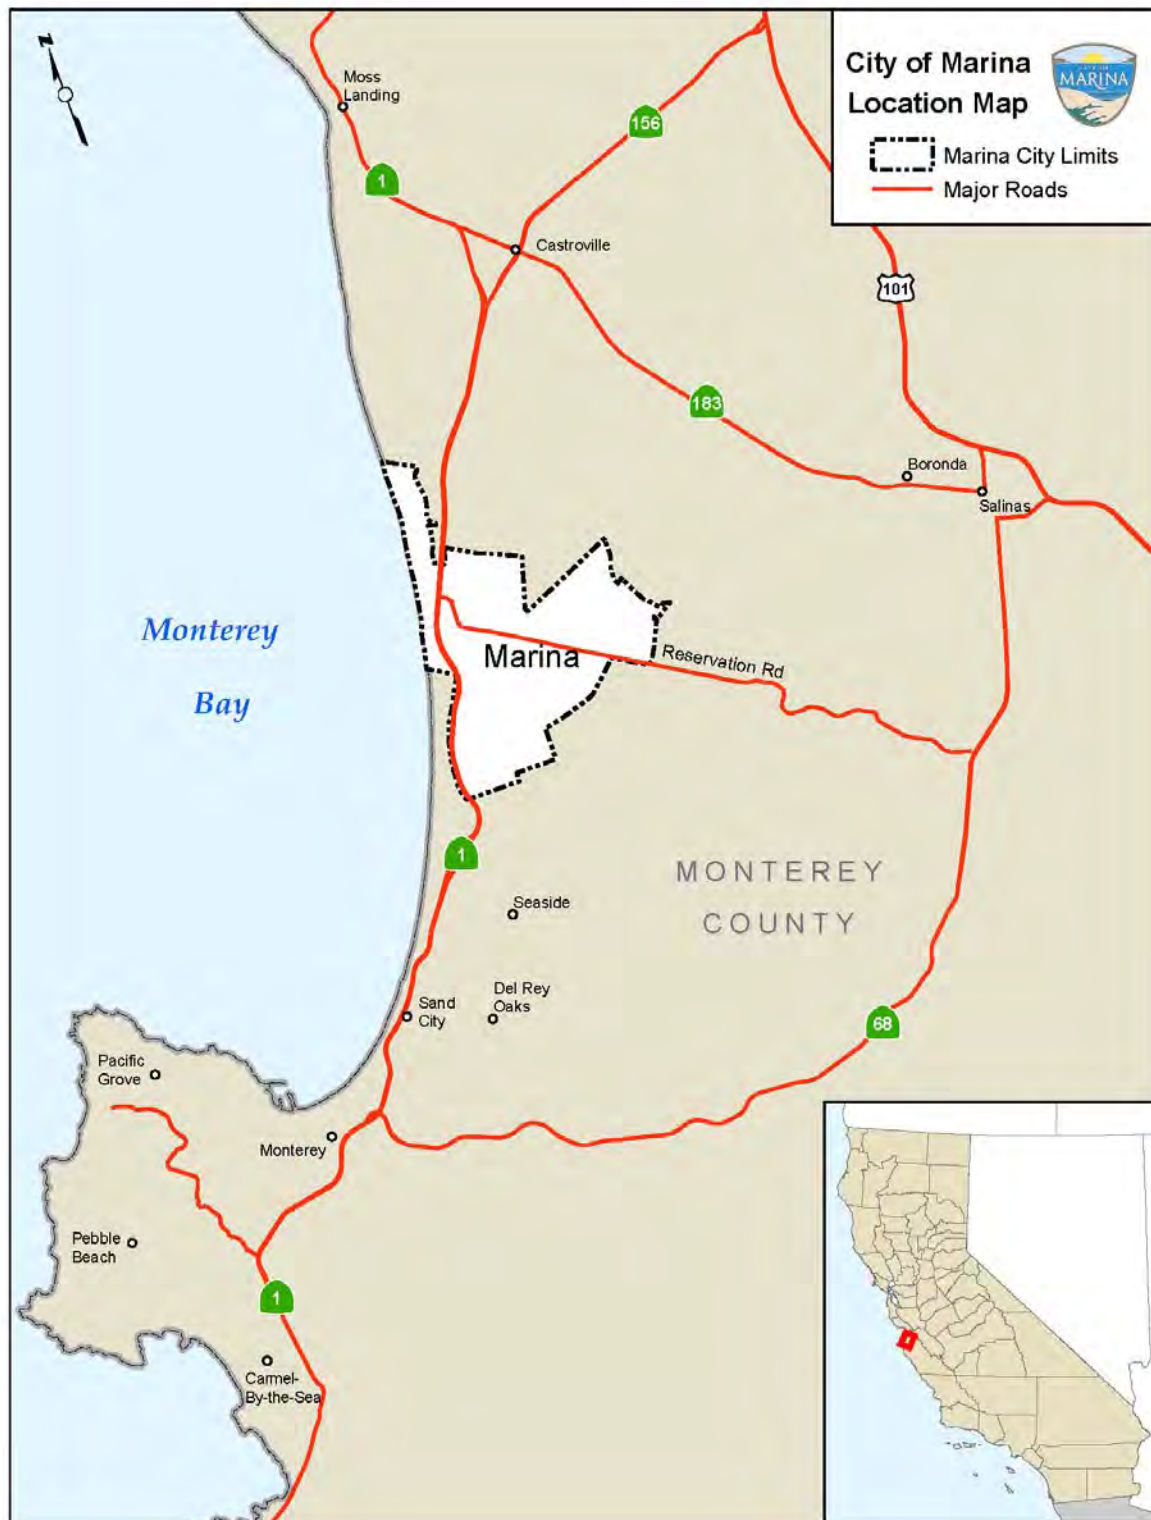 N
City of Marina
Location Map
CITY OF
MARINA
Marina City Limits
Major Roads
Moss
Landing
156
1
Castroville
101
183
Boronda
Salinas
Monterey
Bay
Marina
Reservation Rd
1
MONTEREY
COUNTY
Seaside
Del Rey
Oaks
Sand
City
68
Pacific
Grove
Monterey
Pebble
Beach
1
Carmel-
By-the-Sea